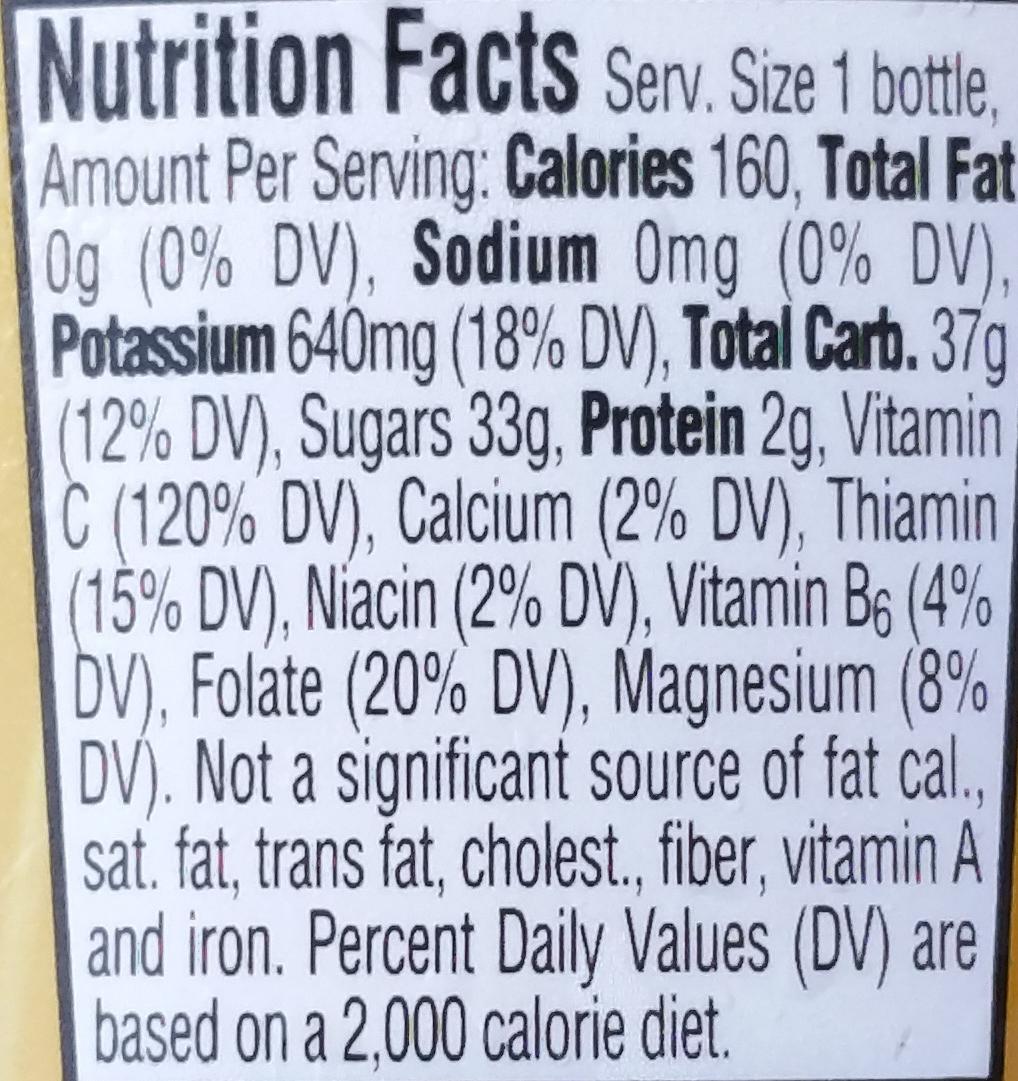 Nutrition Facts Serv. Size 1 bottle,
Amount Per Serving: Calories 160, Total Fat
0g (0% DV), Sodium 0mg (0% DV),
Potassium 640mg (18% DV), Total Carb. 37g
(12% DV), Sugars 33g, Protein 2g, Vitamin
C (120% DV), Calcium (2% DV), Thiamin
(15% DV), Niacin (2% DV), Vitamin B6 (4%
DV), Folate (20% DV), Magnesium (8%
DV). Not a significant source of fat cal.,
sat. fat, trans fat, cholest., fiber, vitamin A
and iron. Percent Daily Values (DV) are
based on a 2,000 calorie diet.